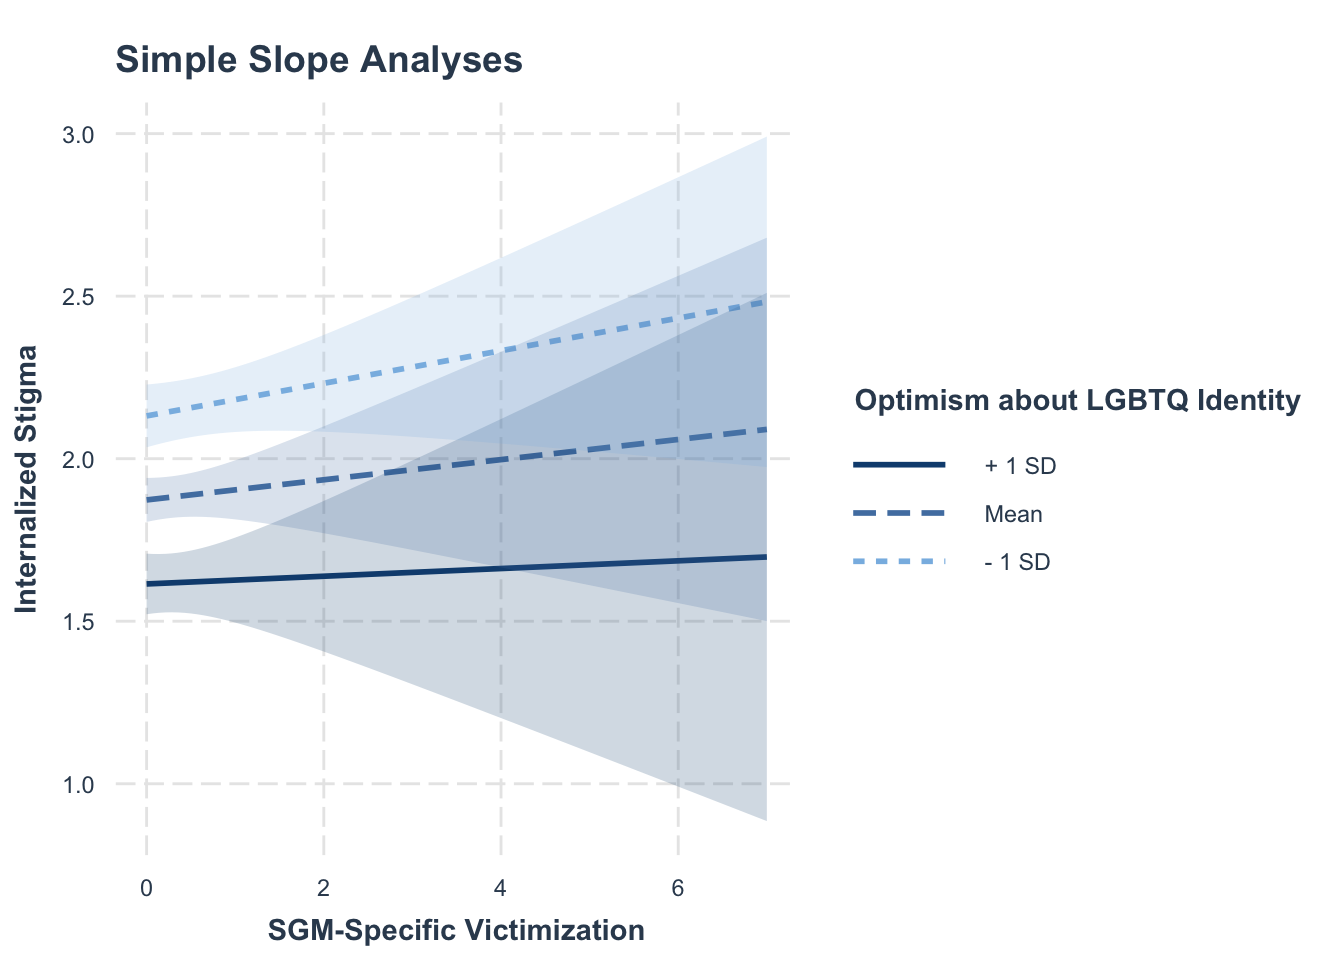 Simple Slope Analyses
3.0
2.5
2.0
1.5
1.0
Internalized Stigma
0 2 4 6
SGM-Specific Victimization
Optimism about LGBTQ Identity
+ 1 SD
Mean
- 1 SD